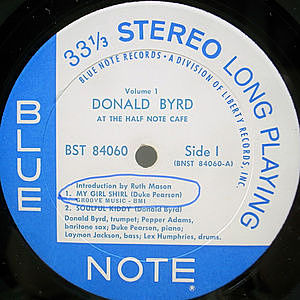 33 1/3 STEREO LONG PLAYING
BLUE NOTE RECORDS • A DIVISION OF LIBERTY RECORDS, INC.
Volume 1
DONALD BYRD
AT THE HALF NOTE CAFE
BST 84060
Side 1
(BNST 84060-A)
Introduction by Ruth Mason
1. MY GIRL SHIRL (Duke Pearson)
GROOVE MUSIC - BMI
2. SOULFUL KIDDY (Donald Byrd)
Donald Byrd, trumpet; Pepper Adams,
baritone sax; Duke Pearson, piano;
Laymon Jackson, bass; Lex Humphries, drums.
BLUE
NOTE®